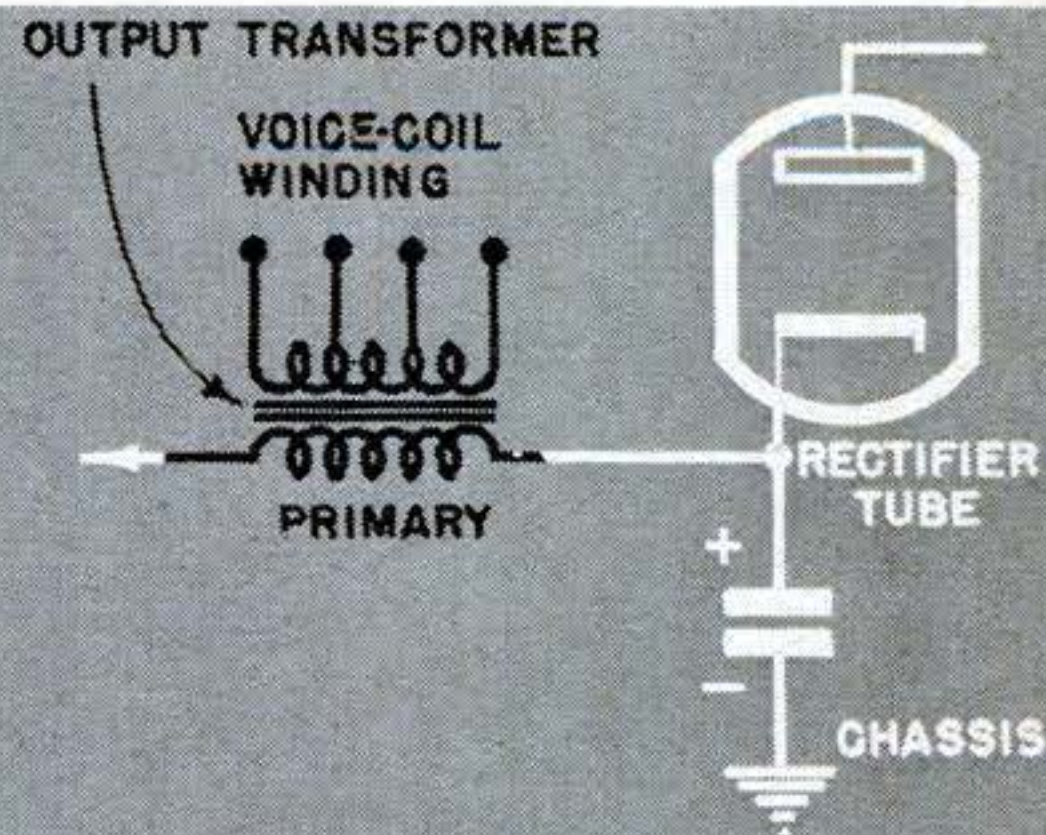 OUTPUT TRANSFORMER
VOICE-COIL
WINDING
PRIMARY
RECTIFIER
TUBE
+
–
CHASSIS